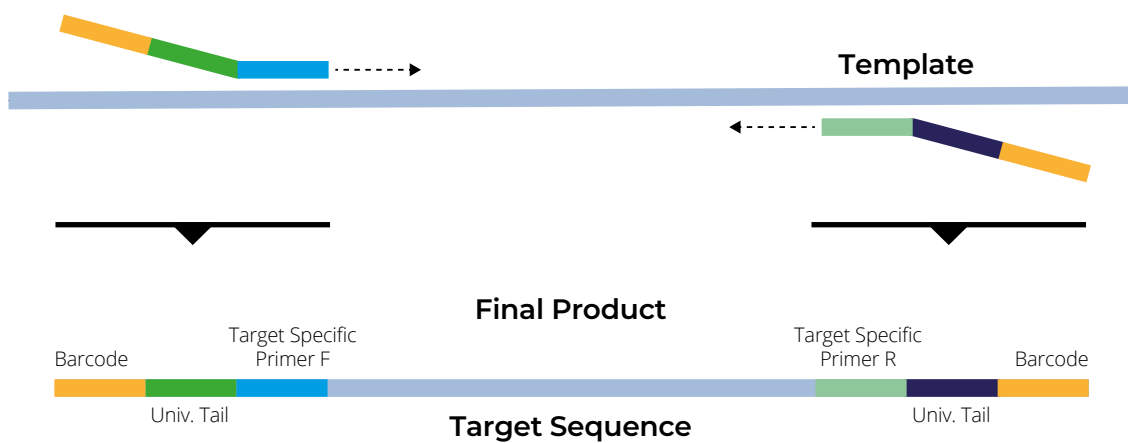 Template
Final Product
Barcode
Target Specific
Primer F
Target Specific
Primer R
Barcode
Univ. Tail
Univ. Tail
Target Sequence